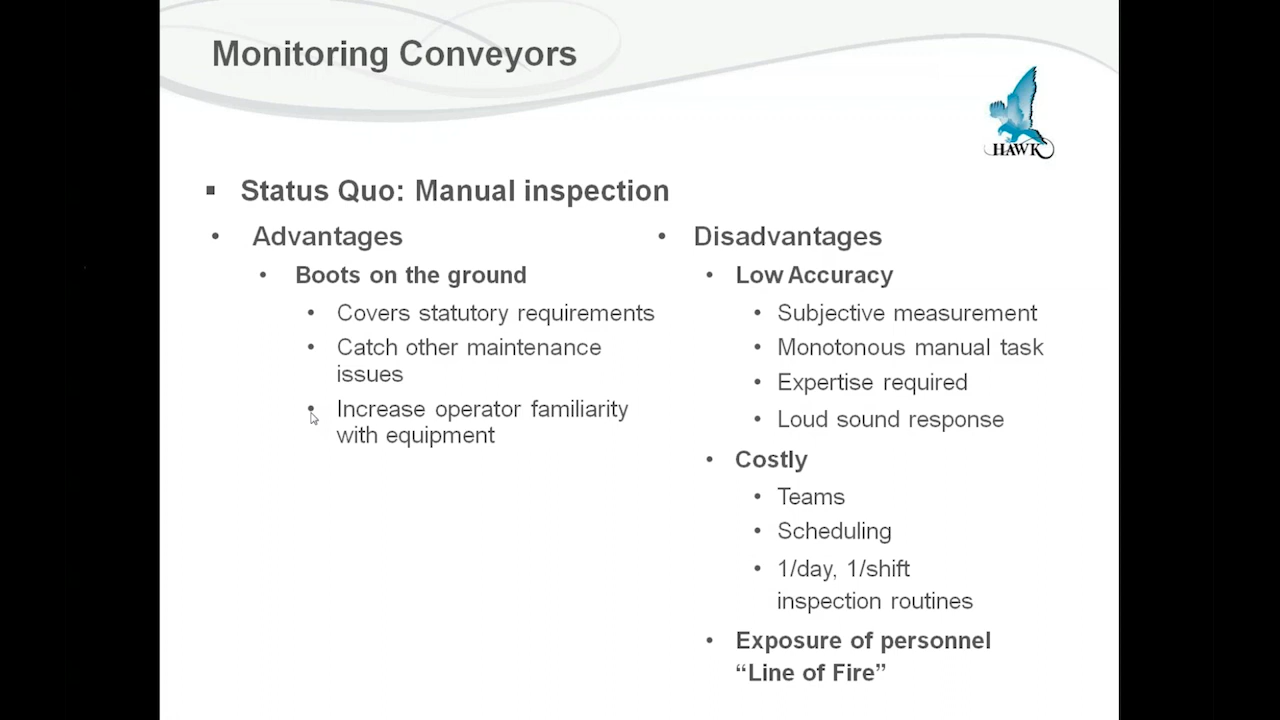 Monitoring Conveyors
HAWK
Status Quo: Manual inspection
Advantages
Boots on the ground
Covers statutory requirements
Catch other maintenance
issues
Increase operator familiarity
with equipment
Disadvantages
Low Accuracy
Subjective measurement
Monotonous manual task
Expertise required
Loud sound response
Costly
Teams
Scheduling
1/day, 1/shift
inspection routines
Exposure of personnel
“Line of Fire”